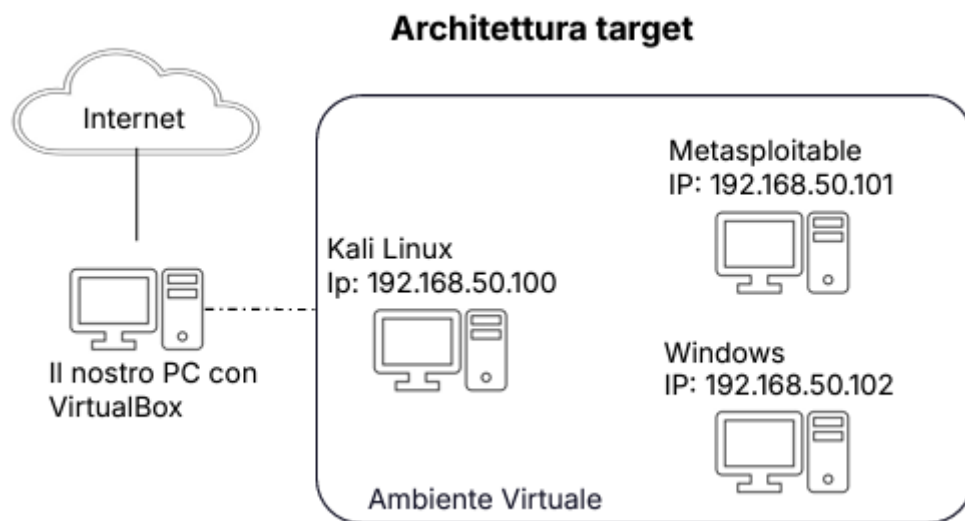 Architettura target
Internet
Metasploitable
IP: 192.168.50.101
Kali Linux
Ip: 192.168.50.100
Windows
IP: 192.168.50.102
Il nostro PC con
VirtualBox
Ambiente Virtuale